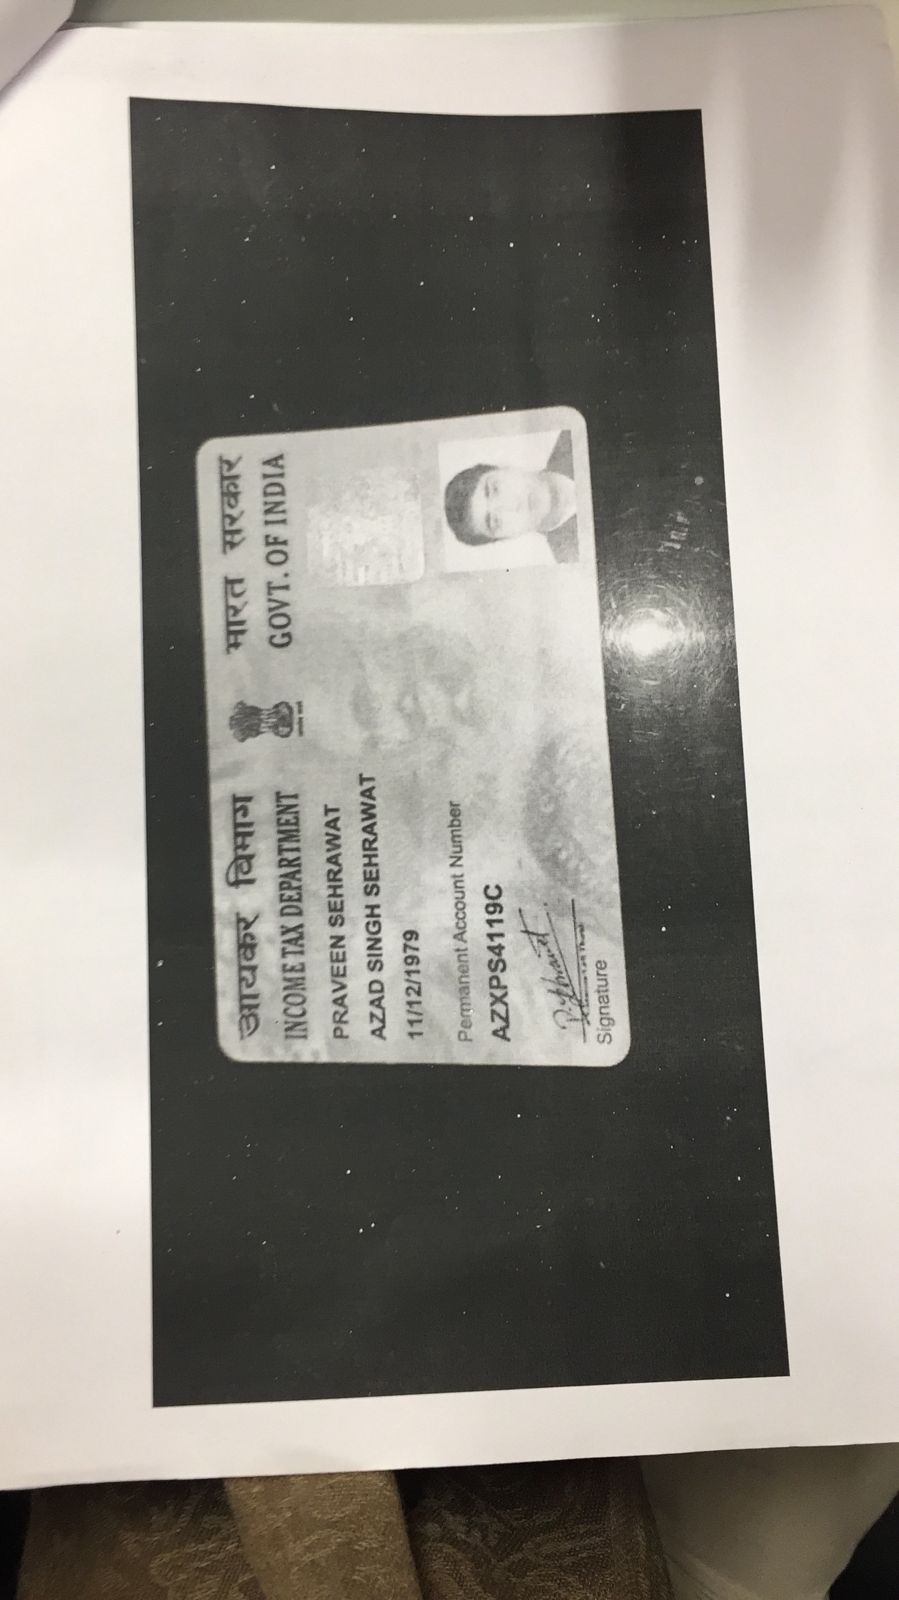 आयकर विभाग
INCOME TAX DEPARTMENT
भारत सरकार
GOVT. OF INDIA
PRAVEEN SEHRAWAT
AZAD SINGH SEHRAWAT
11/12/1979
Permanent Account Number
AZXPS4119C
Signature